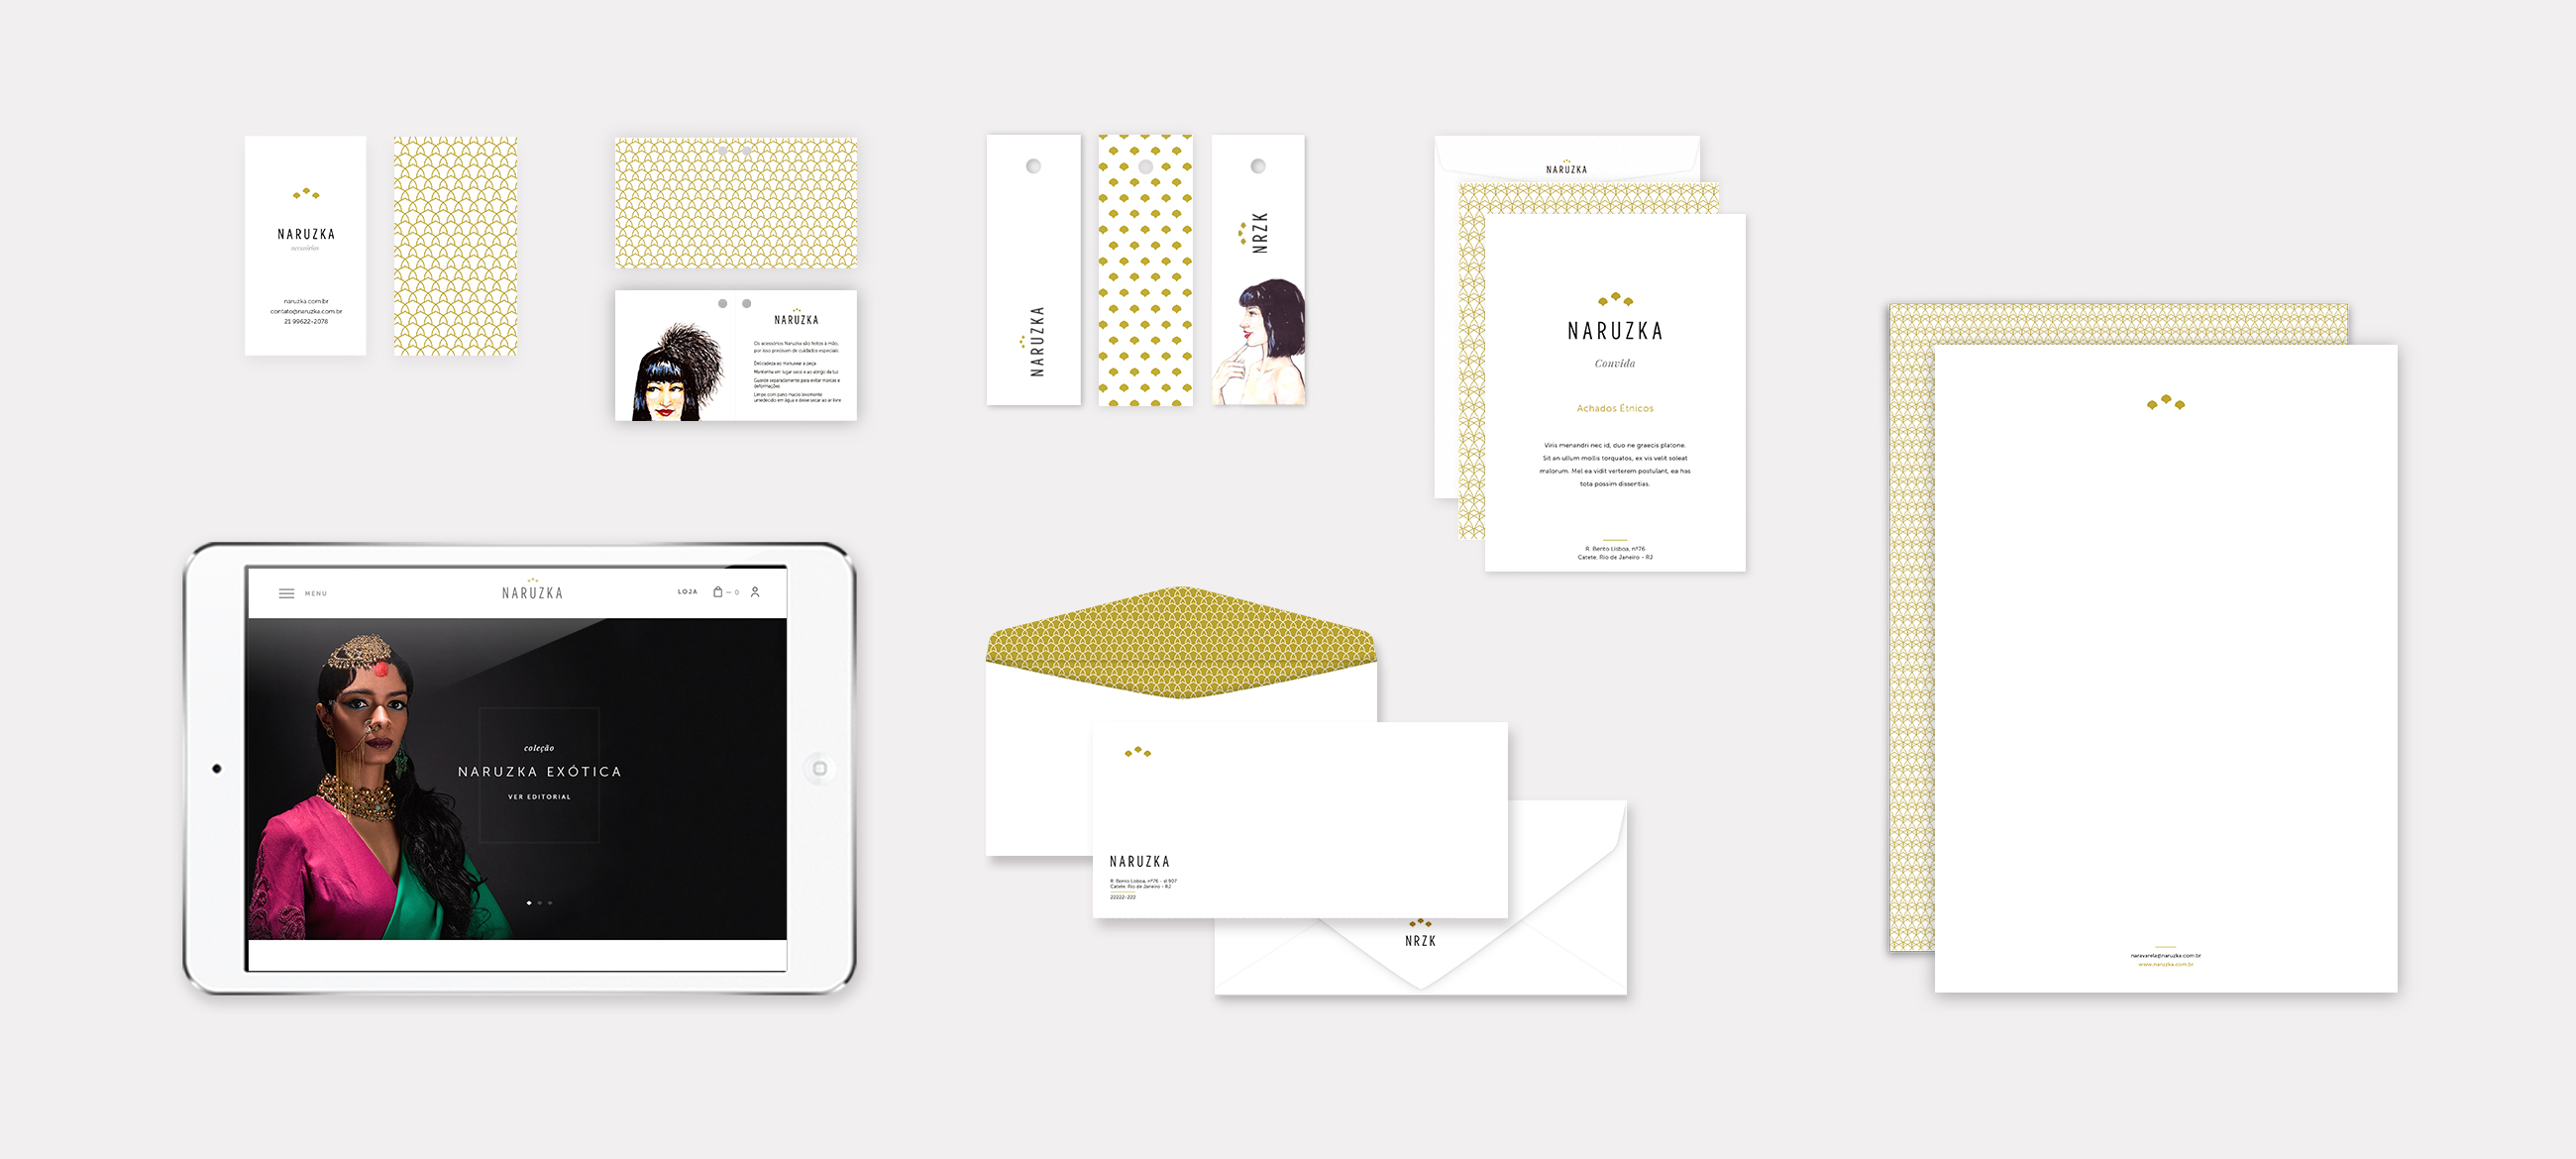 NARUZKA
acessórios
naruzka.com.br
contato@naruzka.com.br
21 99622-2078
NARUZKA
Os acessórios Naruzka são feitos à mão,
por isso precisam de cuidados especiais:
Delicadeza ao manusear a peça
Mantenha em lugar seco e ao abrigo da luz
Guarde separadamente para evitar marcas e
deformações
Limpe com pano macio levemente
umedecido em água e deixe secar ao ar livre
NARUZKA
NRZK
NARUZKA
NARUZKA
Convida
Achados Étnicos
Viris menandri nec id, duo ne graecis platone.
Sit an ullum mollis torquatos, ex vis velit soleat
malorum. Mel ea vidit verterem postulant, ea has
tota possim dissentias.
R. Bento Lisboa, nº76
Catete, Rio de Janeiro - RJ
MENU
NARUZKA
LOJA
0
coleção
NARUZKA EXÓTICA
VER EDITORIAL
NARUZKA
R. Bento Lisboa, nº76 - sl 907
Catete, Rio de Janeiro - RJ
22222-222
NRZK
naravarela@naruzka.com.br
www.naruzka.com.br